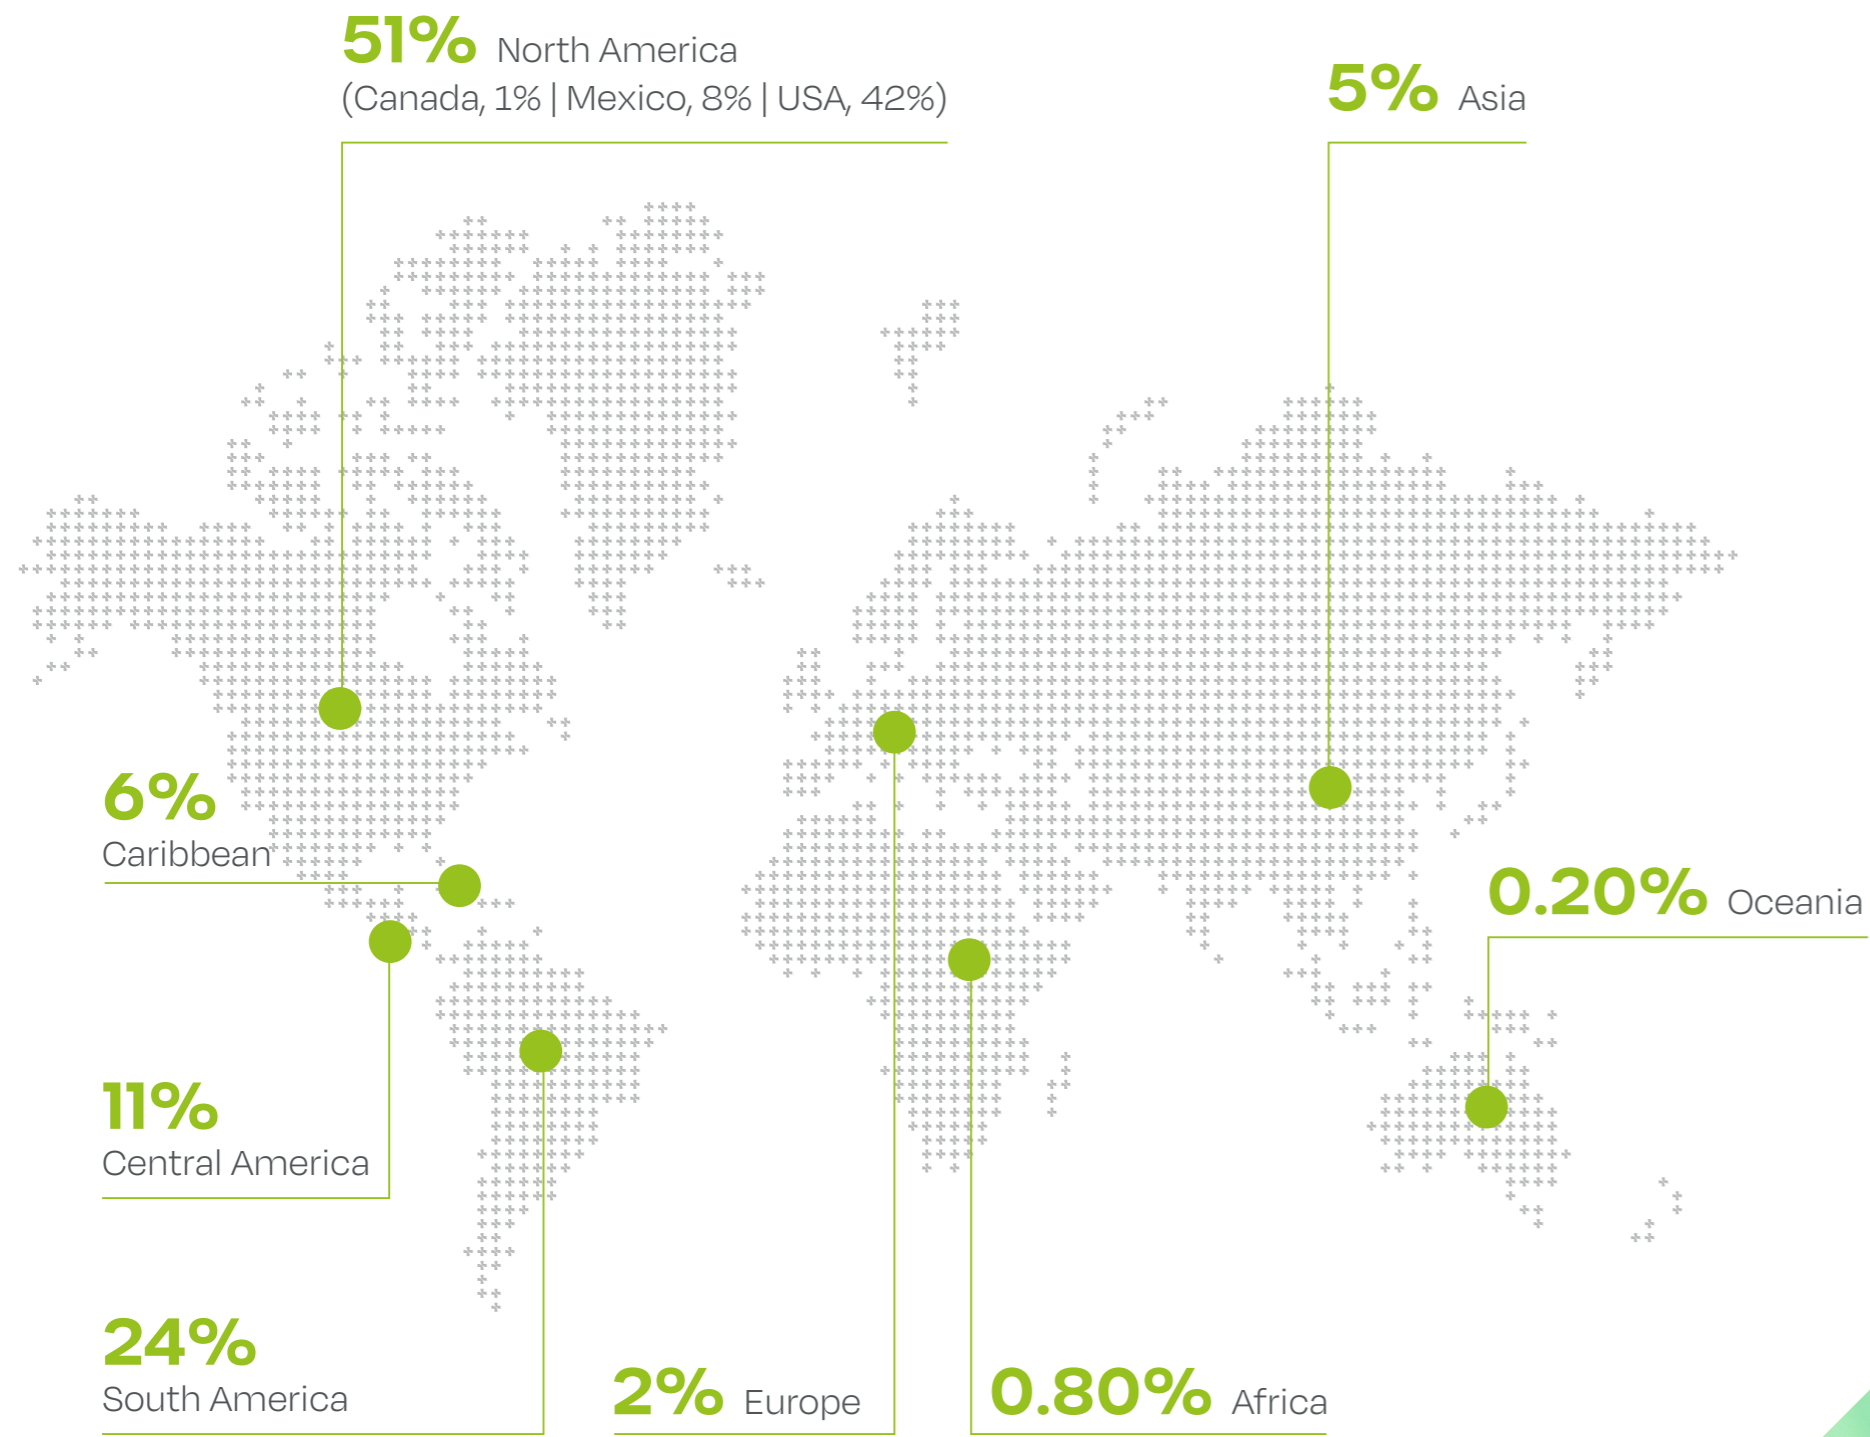 51% North America
(Canada, 1% | Mexico, 8% | USA, 42%)
5% Asia
6%
Caribbean
0.20% Oceania
11%
Central America
24%
South America
2% Europe
0.80% Africa